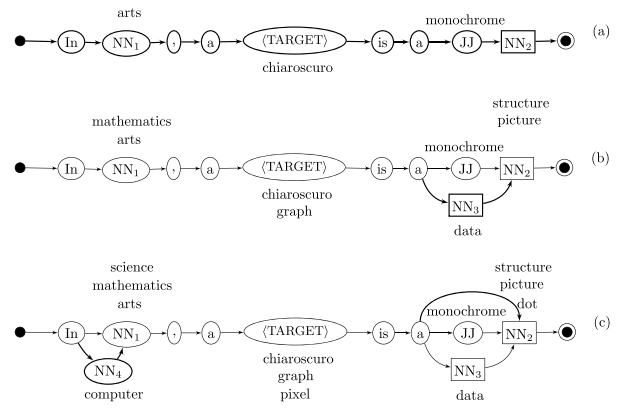 arts
monochrome
In NN1 , a ⟨TARGET⟩ is a JJ NN2 (a)
chiaroscuro
structure
mathematics picture
arts
monochrome (b)
In NN1 , a ⟨TARGET⟩ is a JJ NN2
chiaroscuro NN3
graph
data
science structure
mathematics picture
arts dot
monochrome (c)
In NN1 , a ⟨TARGET⟩ is a JJ NN2
chiaroscuro
NN4 graph NN3
computer pixel data